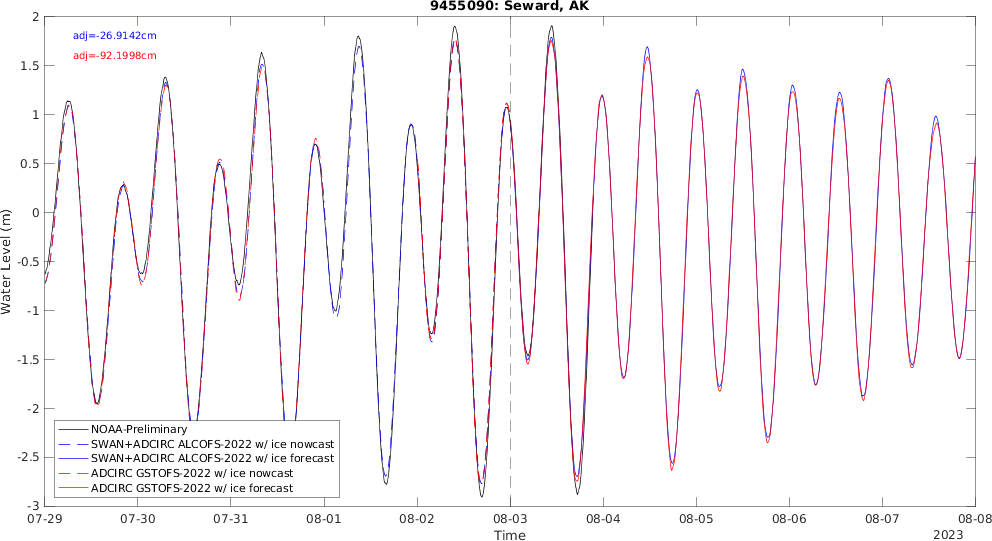 9455090: Seward, AK
adj=-26.9142cm
adj=-92.1998cm
2
1.5
1
0.5
0
-0.5
-1
-1.5
-2
-2.5
-3
Water Level (m)
NOAA-Preliminary
SWAN+ADCIRC ALCOFS-2022 w/ ice nowcast
SWAN+ADCIRC ALCOFS-2022 w/ ice forecast
ADCIRC GSTOFS-2022 w/ ice nowcast
ADCIRC GSTOFS-2022 w/ ice forecast
07-29 07-30 07-31 08-01 08-02 08-03 08-04 08-05 08-06 08-07 08-08
Time
2023